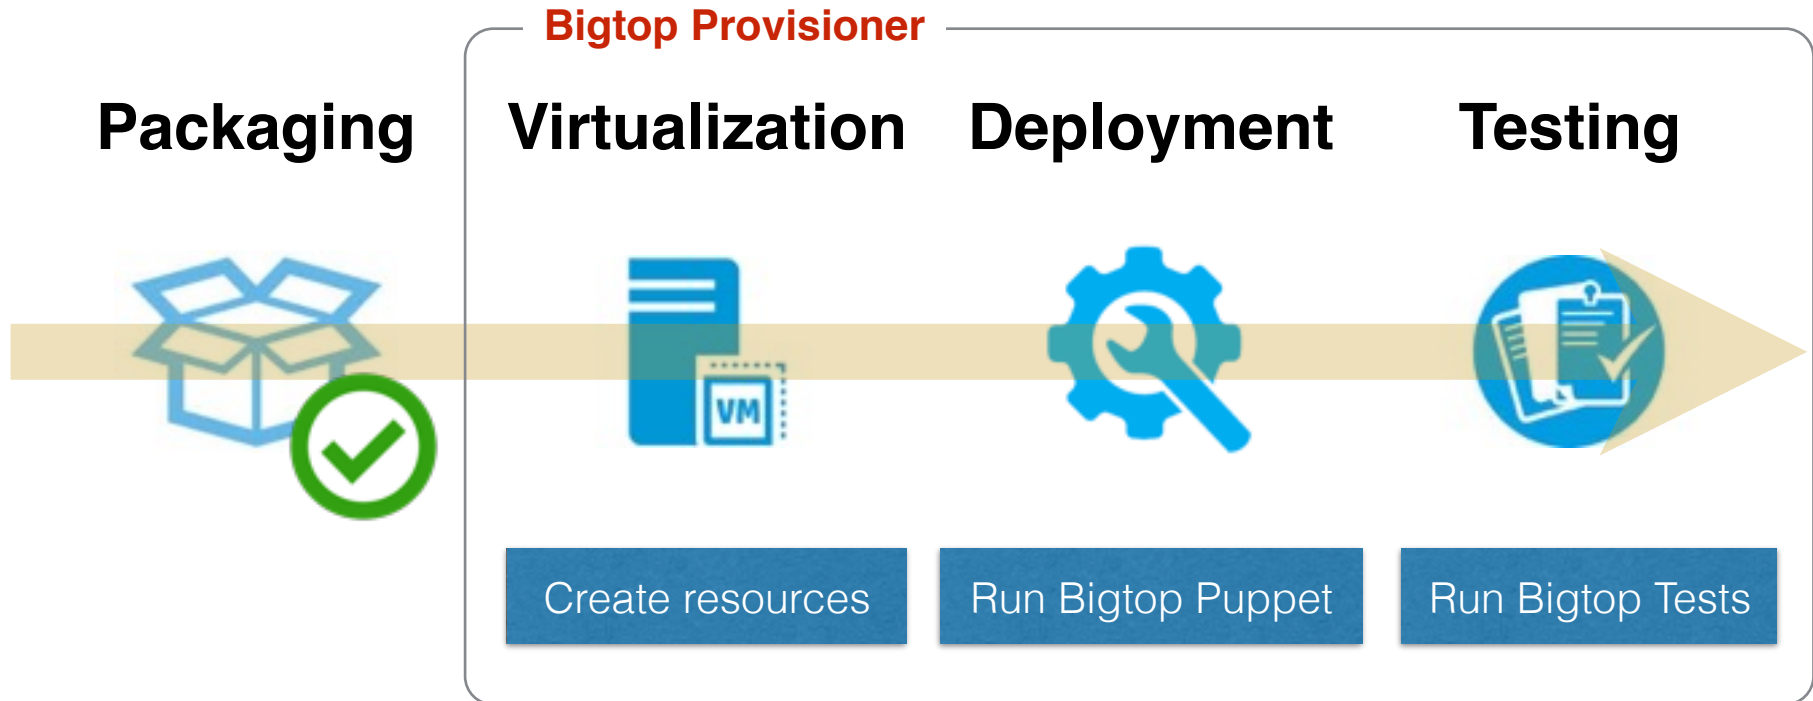 Bigtop Provisioner
Packaging
Virtualization
Deployment
Testing
VM
Create resources
Run Bigtop Puppet
Run Bigtop Tests